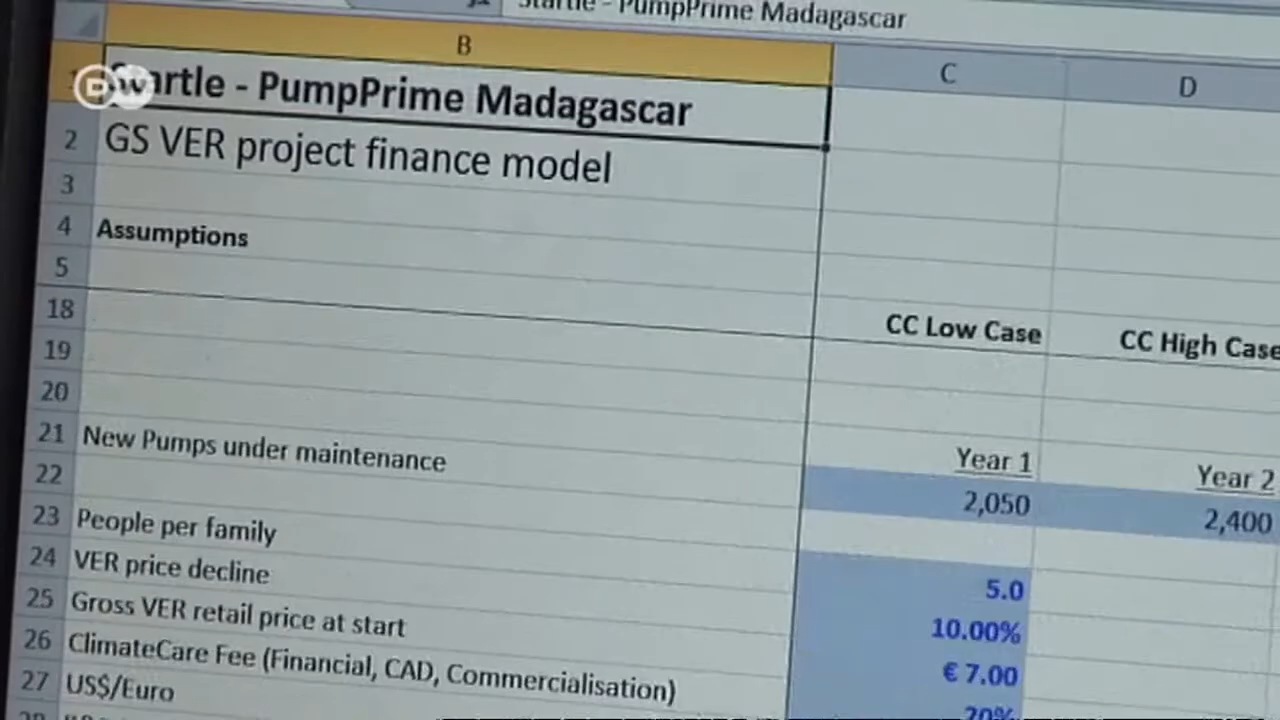 PumpPrime Madagascar
B C D
1 Startle - PumpPrime Madagascar
2 GS VER project finance model
3
4 Assumptions
5
18 CC Low Case CC High Case
19
20
21 New Pumps under maintenance Year 1 Year 2
22 2,050 2,400
23 People per family
24 VER price decline 5.0
25 Gross VER retail price at start 10.00%
26 ClimateCare Fee (Financial, CAD, Commercialisation) € 7.00
27 US$/Euro 20%